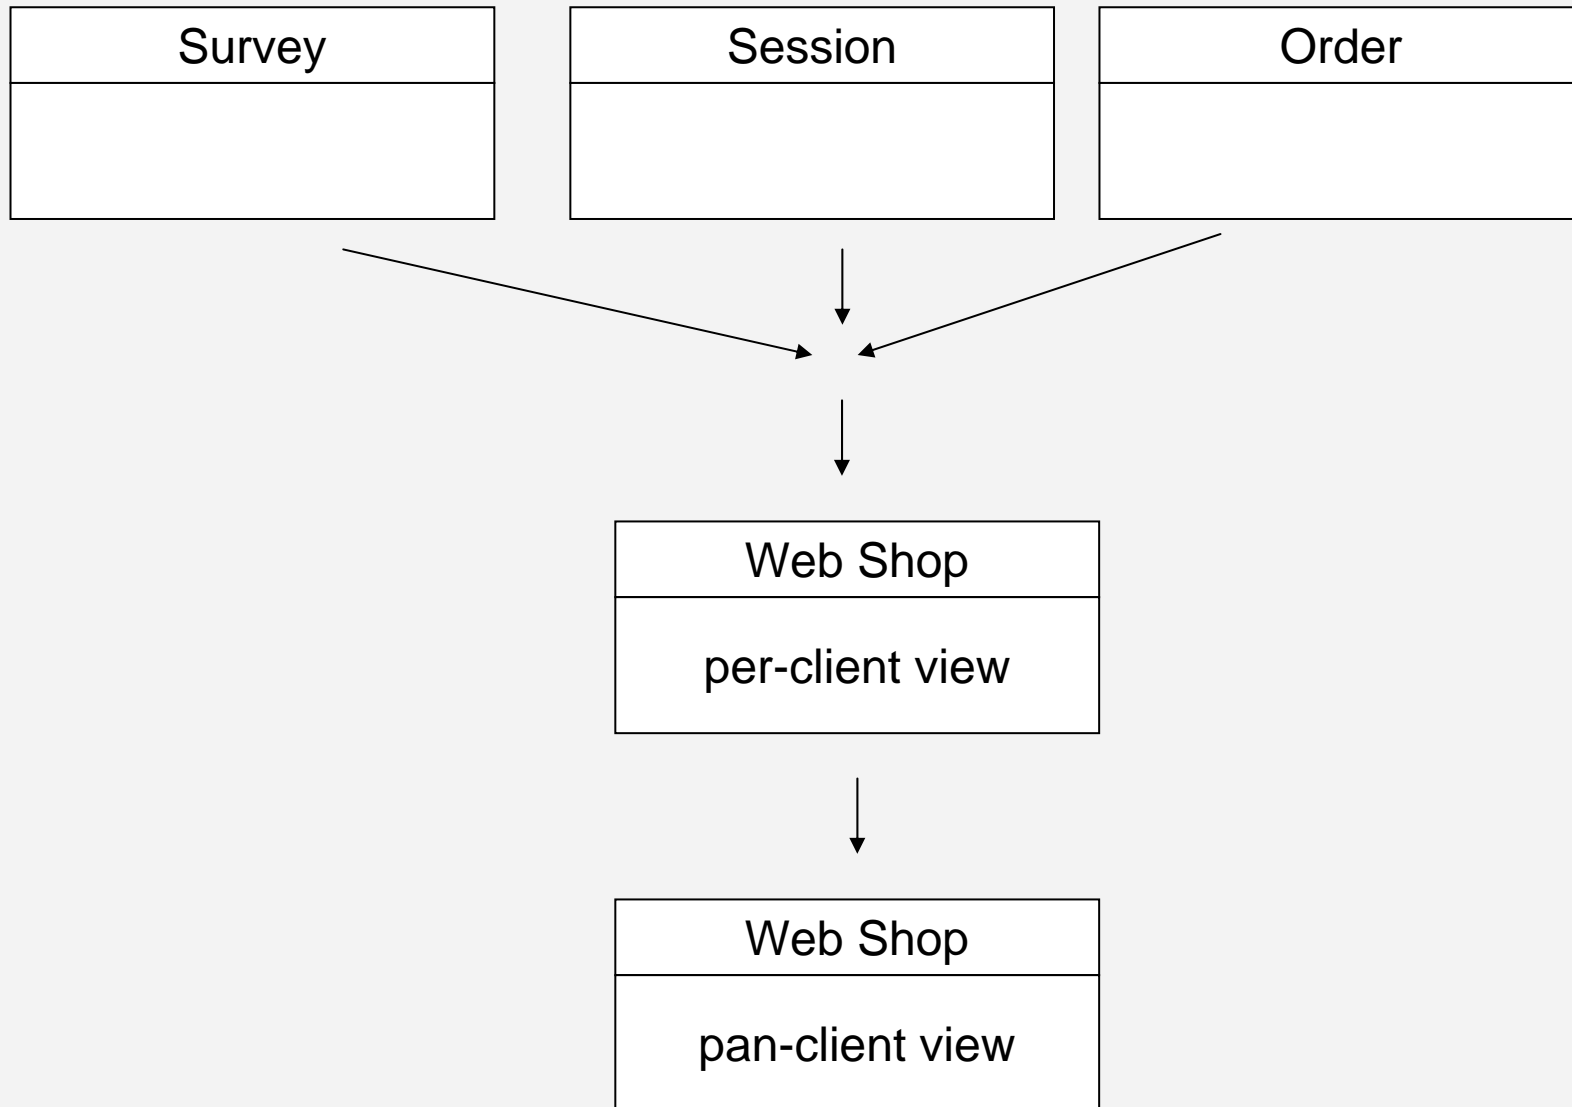 Survey
Session
Order
Web Shop
per-client view
Web Shop
pan-client view